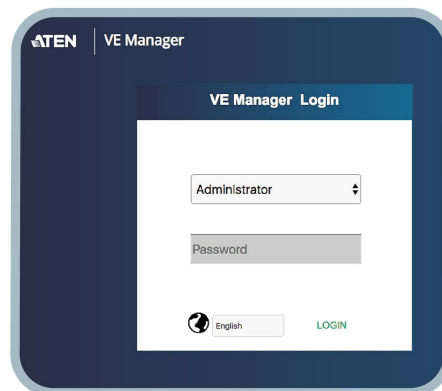 ATEN VE Manager
VE Manager Login
Administrator
Password
English LOGIN